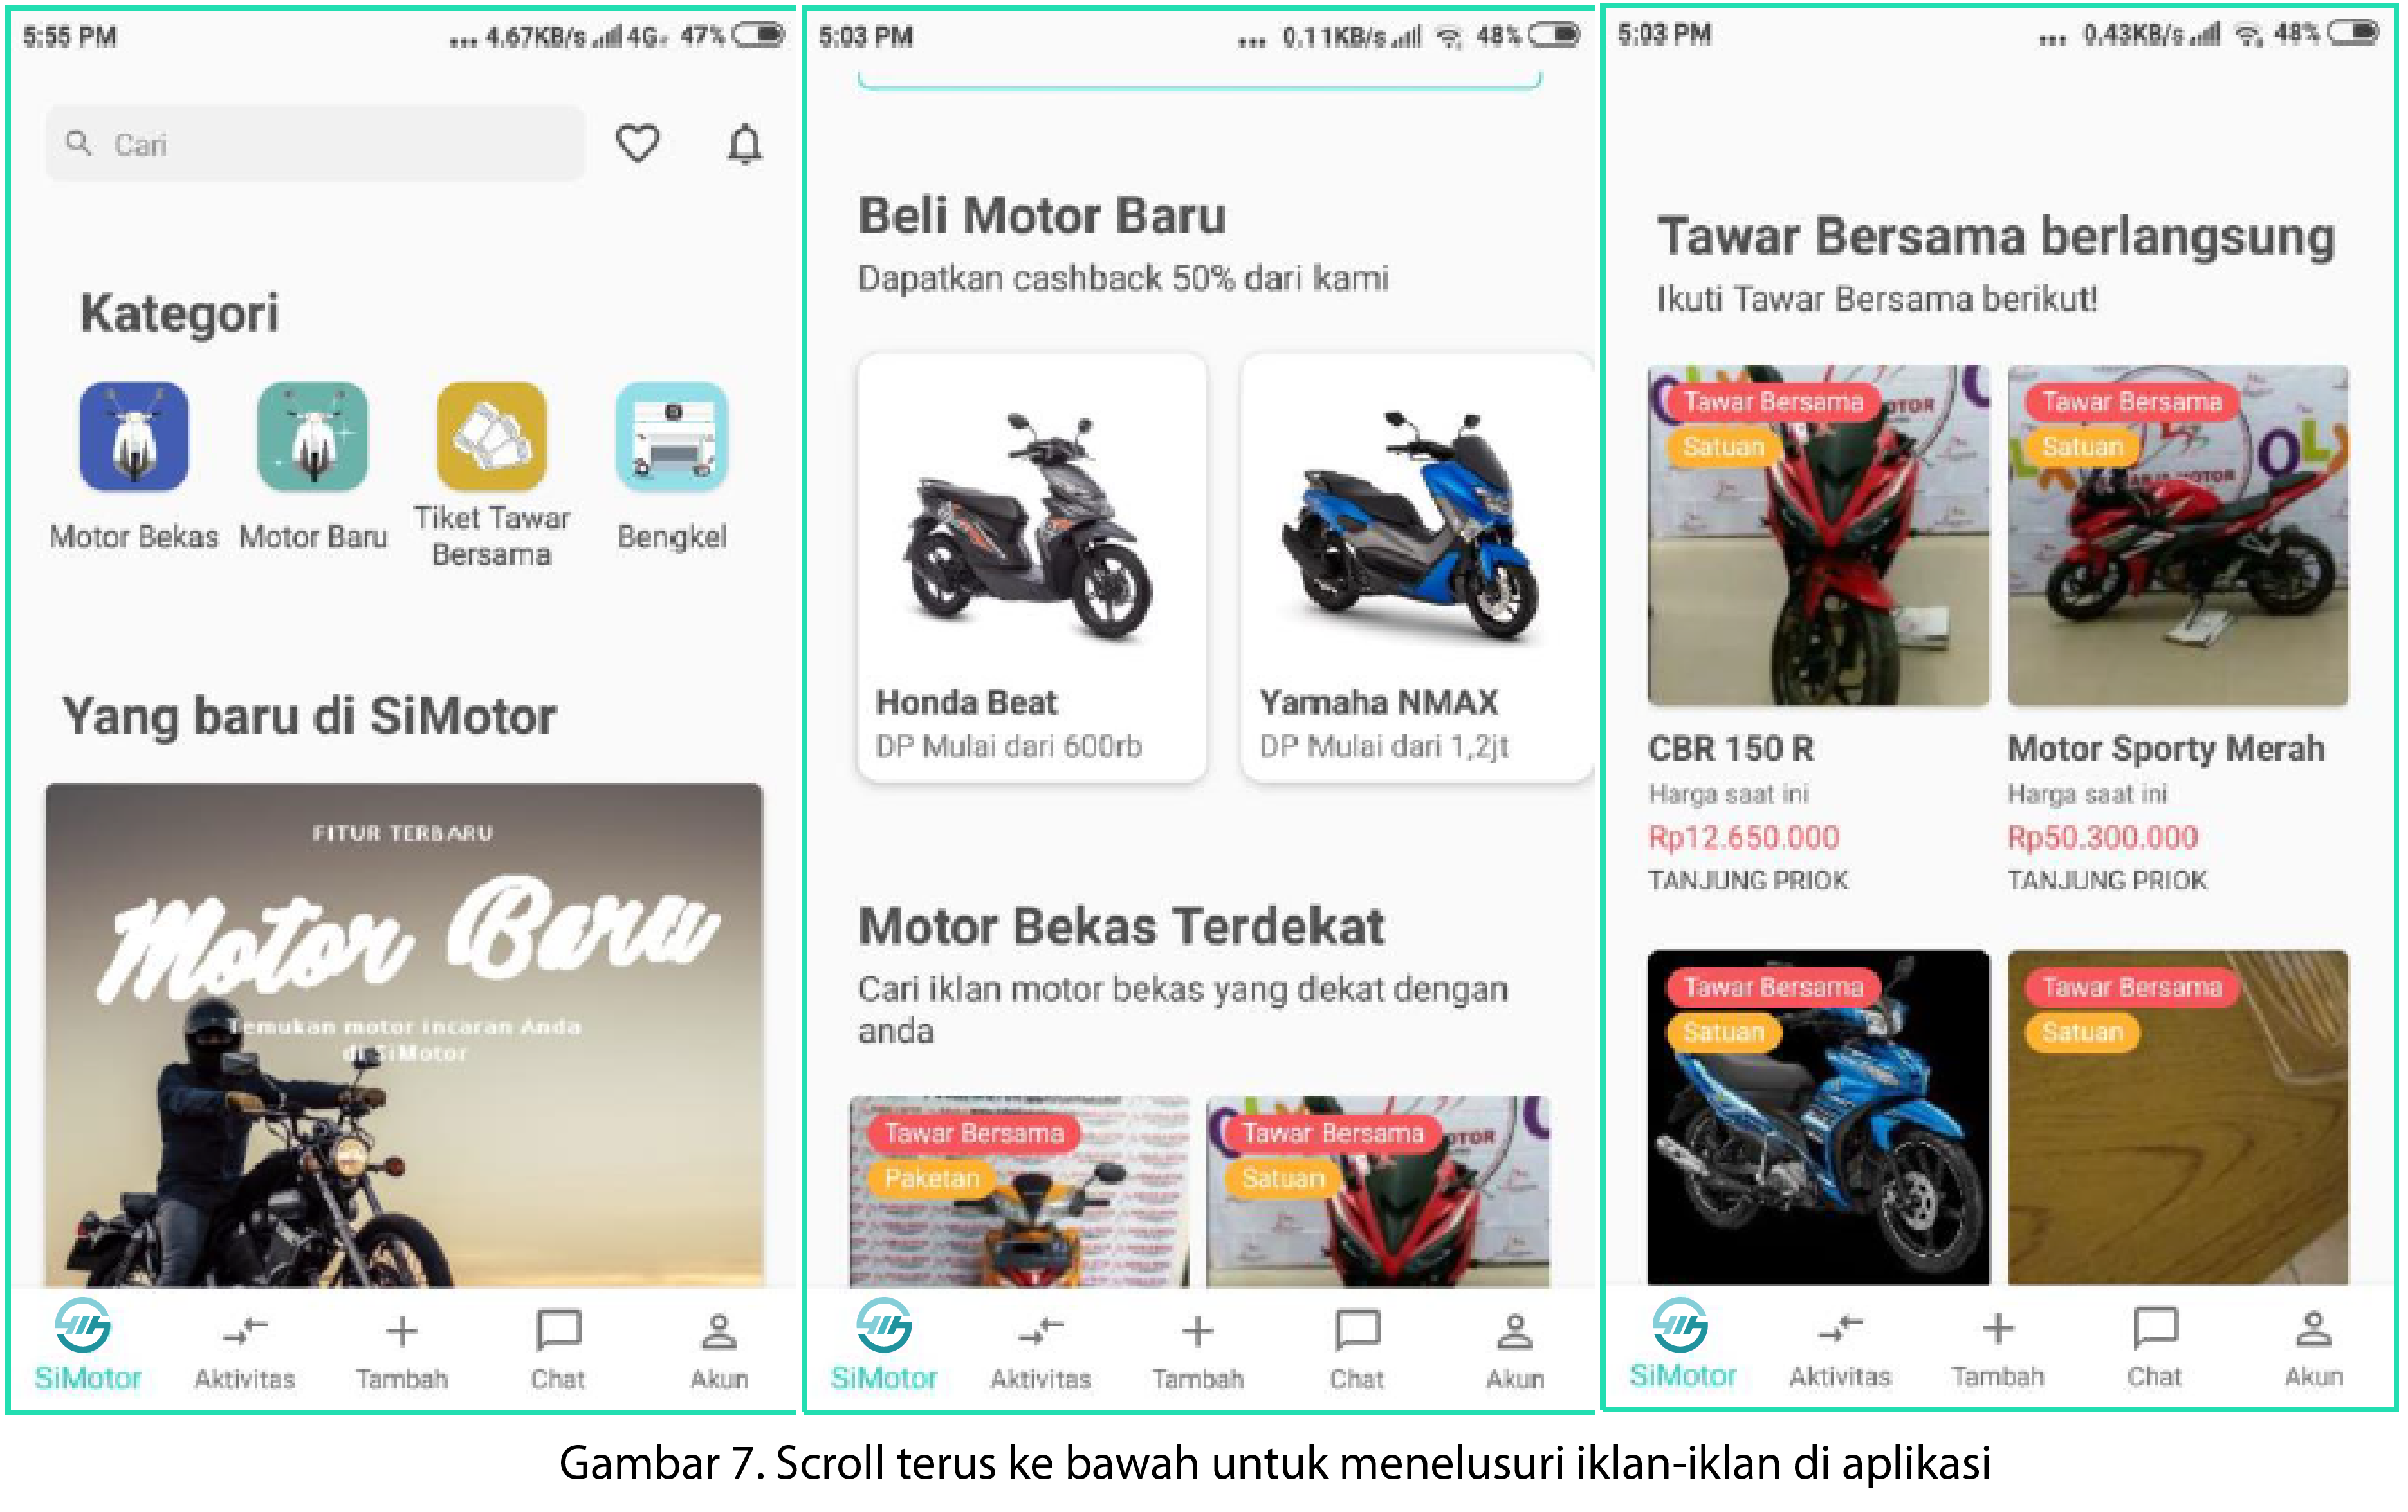 5:55 PM
... 4.67KB/s 4G 47%
Cari
Kategori
Motor Bekas
Motor Baru
Tiket Tawar
Bersama
Bengkel
Yang baru di SiMotor
FITUR TERBARU
Motor Baru
Temukan motor incaran Anda
di SiMotor
SiMotor
Aktivitas
Tambah
Chat
Akun
5:03 PM
... 0.11KB/s 48%
Beli Motor Baru
Dapatkan cashback 50% dari kami
Honda Beat
DP Mulai dari 600rb
Yamaha NMAX
DP Mulai dari 1,2jt
Motor Bekas Terdekat
Cari iklan motor bekas yang dekat dengan
anda
Tawar Bersama
Paketan
Tawar Bersama
Satuan
SiMotor
Aktivitas
Tambah
Chat
Akun
5:03 PM
... 0.43KB/s 48%
Tawar Bersama berlangsung
Ikuti Tawar Bersama berikut!
Tawar Bersama
Satuan
CBR 150 R
Harga saat ini
Rp12.650.000
TANJUNG PRIOK
Tawar Bersama
Satuan
OLX
MOTOR
Motor Sporty Merah
Harga saat ini
Rp50.300.000
TANJUNG PRIOK
Tawar Bersama
Satuan
Tawar Bersama
Satuan
SiMotor
Aktivitas
Tambah
Chat
Akun
Gambar 7. Scroll terus ke bawah untuk menelusuri iklan-iklan di aplikasi